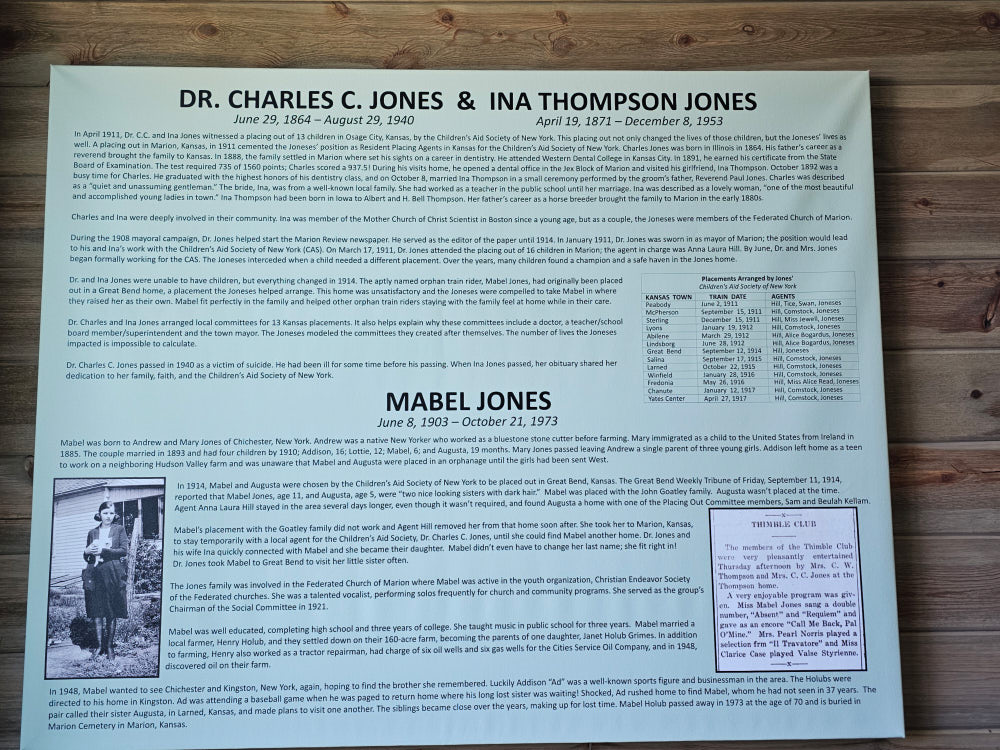 DR. CHARLES C. JONES & INA THOMPSON JONES
June 29, 1864 – August 29, 1940 April 19, 1871 – December 8, 1953
In April 1911, Dr. C.C. and Ina Jones witnessed a placing out of 13 children in Osage City, Kansas, by the Children's Aid Society of New York. This placing out not only changed the lives of those children, but the Joneses' lives as
well. A placing out in Marion, Kansas, in 1911 cemented the Joneses' position as Resident Placing Agents in Kansas for the Children's Aid Society of New York. Charles Jones was born in Illinois in 1864. His father's career as a
reverend brought the family to Kansas. In 1888, the family settled in Marion where set his sights on a career in dentistry. He attended Western Dental College in Kansas City. In 1891, he earned his certificate from the State
Board of Examination. The test required 735 of 1560 points; Charles scored a 937.5! During his visits home, he opened a dental office in the Jex Block of Marion and visited his girlfriend, Ina Thompson. October 1892 was a
busy time for Charles. He graduated with the highest honors of his dentistry class, and on October 8, married Ina Thompson in a small ceremony performed by the groom's father, Reverend Paul Jones. Charles was described
as a "quiet and unassuming gentleman." The bride, Ina, was from a well-known local family. She had worked as a teacher in the public school until her marriage. Ina was described as a lovely woman, "one of the most beautiful
and accomplished young ladies in town." Ina Thompson had been born in Iowa to Albert and H. Bell Thompson. Her father's career as a horse breeder brought the family to Marion in the early 1880s.
Charles and Ina were deeply involved in their community. Ina was member of the Mother Church of Christ Scientist in Boston since a young age, but as a couple, the Joneses were members of the Federated Church of Marion.
During the 1908 mayoral campaign, Dr. Jones helped start the Marion Review newspaper. He served as the editor of the paper until 1914. In January 1911, Dr. Jones was sworn in as mayor of Marion; the position would lead
to his and Ina's work with the Children's Aid Society of New York (CAS). On March 17, 1911, Dr. Jones attended the placing out of 16 children in Marion; the agent in charge was Anna Laura Hill. By June, Dr. and Mrs. Jones
began formally working for the CAS. The Joneses interceded when a child needed a different placement. Over the years, many children found a champion and a safe haven in the Jones home.
Dr. and Ina Jones were unable to have children, but everything changed in 1914. The aptly named orphan train rider, Mabel Jones, had originally been placed
out in a Great Bend home, a placement the Joneses helped arrange. This home was unsatisfactory and the Joneses were compelled to take Mabel in where
they raised her as their own. Mabel fit perfectly in the family and helped other orphan train riders staying with the family feel at home while in their care.
Dr. Charles and Ina Jones arranged local committees for 13 Kansas placements. It also helps explain why these committees include a doctor, a teacher/school
board member/superintendent and the town mayor. The Joneses modeled the committees they created after themselves. The number of lives the Joneses
impacted is impossible to calculate.
Dr. Charles C. Jones passed in 1940 as a victim of suicide. He had been ill for some time before his passing. When Ina Jones passed, her obituary shared her
dedication to her family, faith, and the Children's Aid Society of New York.
Placements Arranged by Jones'
Children's Aid Society of New York
KANSAS TOWN TRAIN DATE AGENTS
Peabody June 2, 1911 Hill, Tice, Swan, Joneses
McPherson September 15, 1911 Hill, Comstock, Joneses
Sterling December 15, 1911 Hill, Miss Jewell, Joneses
Lyons January 19, 1912 Hill, Comstock, Joneses
Abilene March 29, 1912 Hill, Alice Bogardus, Joneses
Lindsborg June 28, 1912 Hill, Alice Bogardus, Joneses
Great Bend September 12, 1914 Hill, Joneses
Salina September 17, 1915 Hill, Comstock, Joneses
Larned October 22, 1915 Hill, Comstock, Joneses
Winfield January 28, 1916 Hill, Comstock, Joneses
Fredonia May 26, 1916 Hill, Miss Alice Read, Joneses
Chanute January 12, 1917 Hill, Comstock, Joneses
Yates Center April 27, 1917 Hill, Comstock, Joneses
MABEL JONES
June 8, 1903 – October 21, 1973
Mabel was born to Andrew and Mary Jones of Chichester, New York. Andrew was a native New Yorker who worked as a bluestone stone cutter before farming. Mary immigrated as a child to the United States from Ireland in
1885. The couple married in 1893 and had four children by 1910; Addison, 16; Lottie, 12; Mabel, 6; and Augusta, 19 months. Mary Jones passed leaving Andrew a single parent of three young girls. Addison left home as a teen
to work on a neighboring Hudson Valley farm and was unaware that Mabel and Augusta were placed in an orphanage until the girls had been sent West.
In 1914, Mabel and Augusta were chosen by the Children's Aid Society of New York to be placed out in Great Bend, Kansas. The Great Bend Weekly Tribune of Friday, September 11, 1914,
reported that Mabel Jones, age 11, and Augusta, age 5, were "two nice looking sisters with dark hair." Mabel was placed with the John Goatley family. Augusta wasn't placed at the time.
Agent Anna Laura Hill stayed in the area several days longer, even though it wasn't required, and found Augusta a home with one of the Placing Out Committee members, Sam and Beulah Kellam.
Mabel's placement with the Goatley family did not work and Agent Hill removed her from that home soon after. She took her to Marion, Kansas,
to stay temporarily with a local agent for the Children's Aid Society, Dr. Charles C. Jones, until she could find Mabel another home. Dr. Jones and
his wife Ina quickly connected with Mabel and she became their daughter. Mabel didn't even have to change her last name; she fit right in!
Dr. Jones took Mabel to Great Bend to visit her little sister often.
The Jones family was involved in the Federated Church of Marion where Mabel was active in the youth organization, Christian Endeavor Society
of the Federated churches. She was a talented vocalist, performing solos frequently for church and community programs. She served as the group's
Chairman of the Social Committee in 1921.
Mabel was well educated, completing high school and three years of college. She taught music in public school for three years. Mabel married a
local farmer, Henry Holub, and they settled down on their 160-acre farm, becoming the parents of one daughter, Janet Holub Grimes. In addition
to farming, Henry also worked as a tractor repairman, had charge of six oil wells and six gas wells for the Cities Service Oil Company, and in 1948,
discovered oil on their farm.
THIMBLE CLUB
The members of the Thimble Club
were very pleasantly entertained
Thursday afternoon by Mrs. C. W.
Thompson and Mrs. C. C. Jones at the
Thompson home.
A very enjoyable program was giv-
en. Miss Mabel Jones sang a double
number, "Absent" and "Requiem" and
gave as an encore "Call Me Back, Pal
O'Mine." Mrs. Pearl Norris played a
selection frm "Il Travatore" and Miss
Clarice Case played Valse Styrienne.
In 1948, Mabel wanted to see Chichester and Kingston, New York, again, hoping to find the brother she remembered. Luckily Addison "Ad" was a well-known sports figure and businessman in the area. The Holubs were
directed to his home in Kingston. Ad was attending a baseball game when he was paged to return home where his long lost sister was waiting! Shocked, Ad rushed home to find Mabel, whom he had not seen in 37 years. The
pair called their sister Augusta, in Larned, Kansas, and made plans to visit one another. The siblings became close over the years, making up for lost time. Mabel Holub passed away in 1973 at the age of 70 and is buried in
Marion Cemetery in Marion, Kansas.